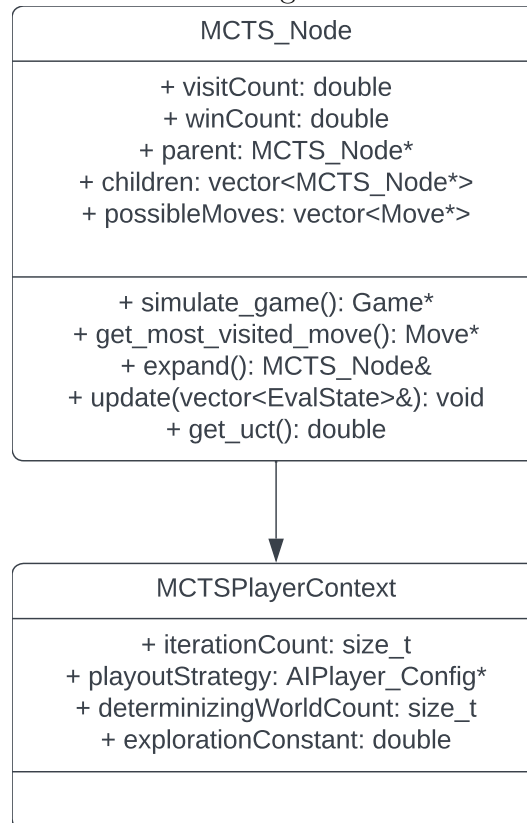 MCTS_Node
+ visitCount: double
+ winCount: double
+ parent: MCTS_Node*
+ children: vector<MCTS_Node*>
+ possibleMoves: vector<Move*>
+ simulate_game(): Game*
+ get_most_visited_move(): Move*
+ expand(): MCTS_Node&
+ update(vector<EvalState>&): void
+ get_uct(): double
MCTSPlayerContext
+ iterationCount: size_t
+ playoutStrategy: AIPlayer_Config*
+ determinizingWorldCount: size_t
+ explorationConstant: double